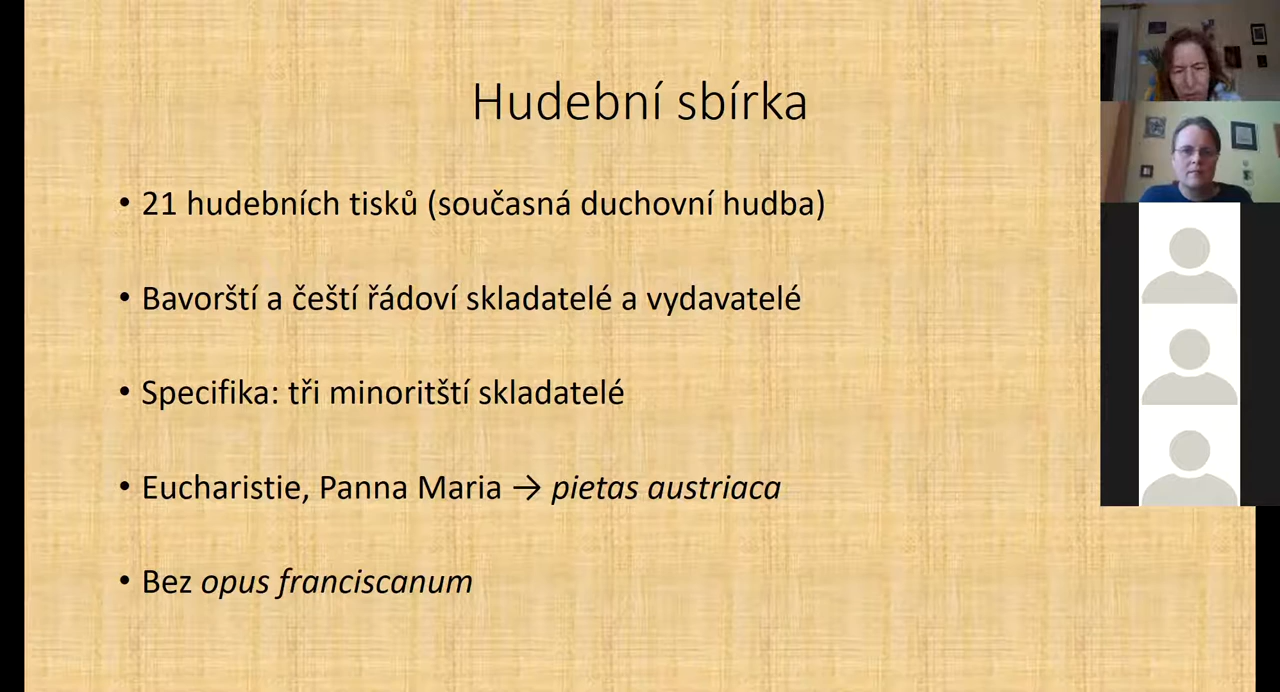 Hudební sbírka
• 21 hudebních tisků (současná duchovní hudba)
• Bavorští a čeští řádoví skladatelé a vydavatelé
• Specifika: tři minoritští skladatelé
• Eucharistie, Panna Maria → pietas austriaca
• Bez opus franciscanum